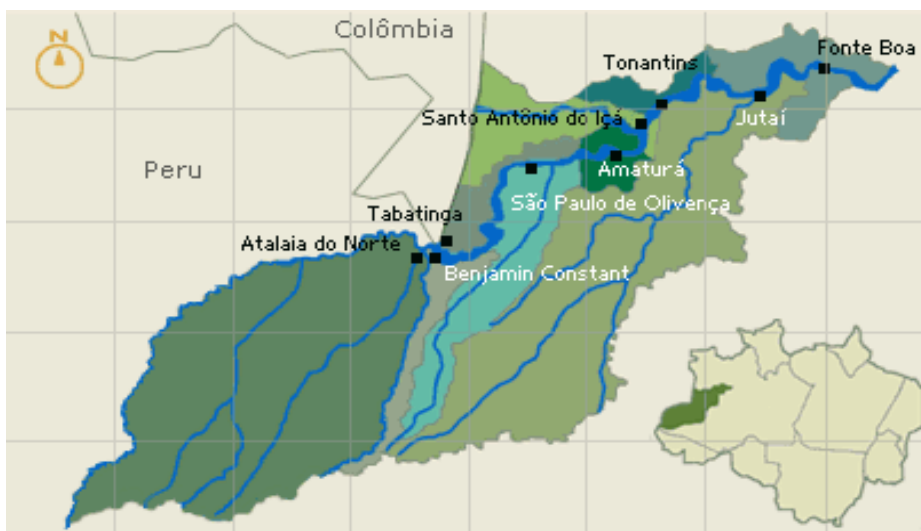 Colômbia
N
Fonte Boa
Tonantins
Santo Antônio do Içá
Jutaí
Peru
Amaturá
São Paulo de Olivença
Tabatinga
Atalaia do Norte
Benjamin Constant